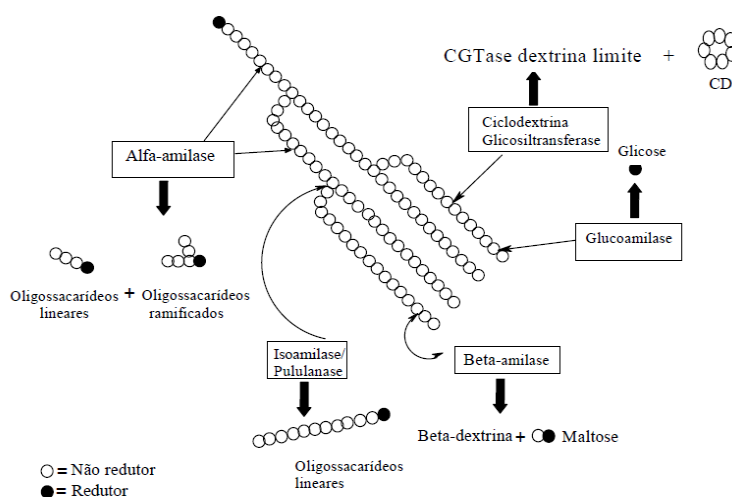 CGTase dextrina limite +
CD
Ciclodextrina
Glicosiltransferase
Glicose
Alfa-amilase
Glucoamilase
Oligossacarídeos
lineares
+
Oligossacarídeos
ramificados
Isoamilase/
Pululanase
Beta-amilase
Beta-dextrina + Maltose
Oligossacarídeos
lineares
= Não redutor
= Redutor